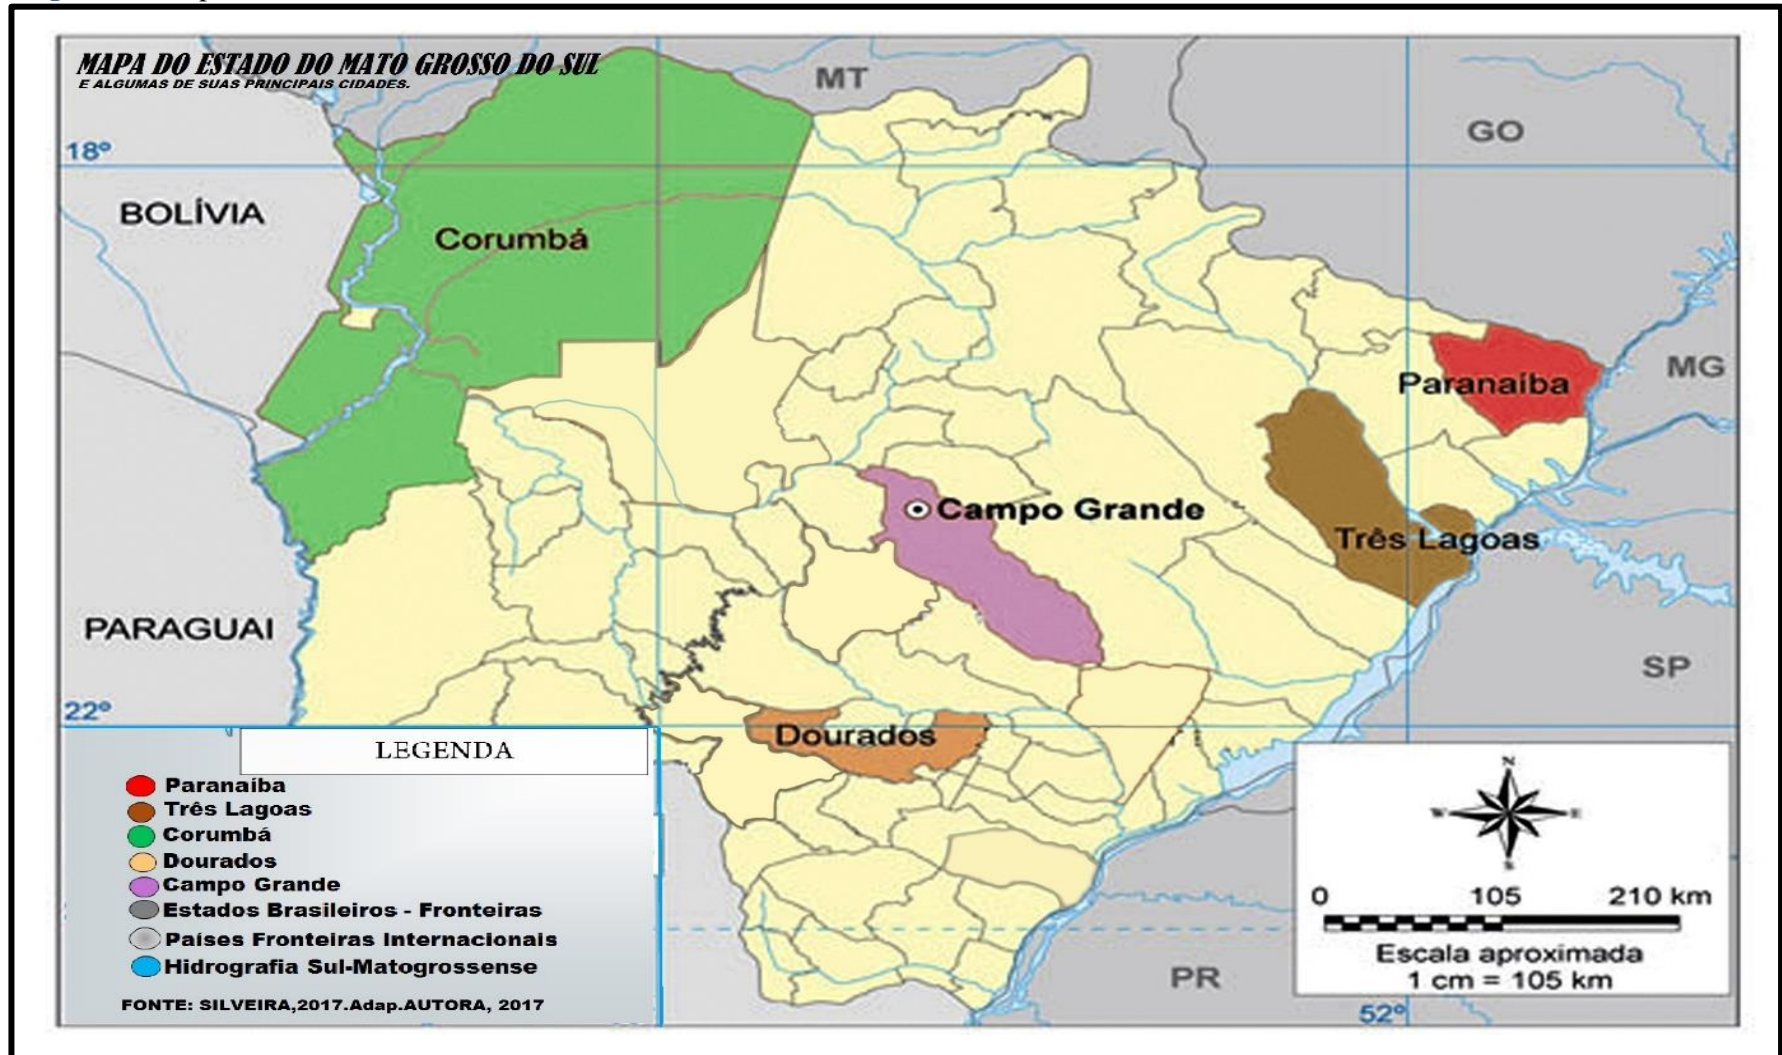 MAPA DO ESTADO DO MATO GROSSO DO SUL
E ALGUMAS DE SUAS PRINCIPAIS CIDADES.
MT
GO
18º
BOLÍVIA
Corumbá
MG
Paranaíba
Campo Grande
Três Lagoas
PARAGUAI
SP
22º
Dourados
LEGENDA
Paranaíba
Três Lagoas
Corumbá
Dourados
Campo Grande
Estados Brasileiros - Fronteiras
Países Fronteiras Internacionais
Hidrografia Sul-Matogrossense
FONTE: SILVEIRA,2017.Adap.AUTORA, 2017
N
W E
S
0 105 210 km
Escala aproximada
1 cm = 105 km
PR
52º